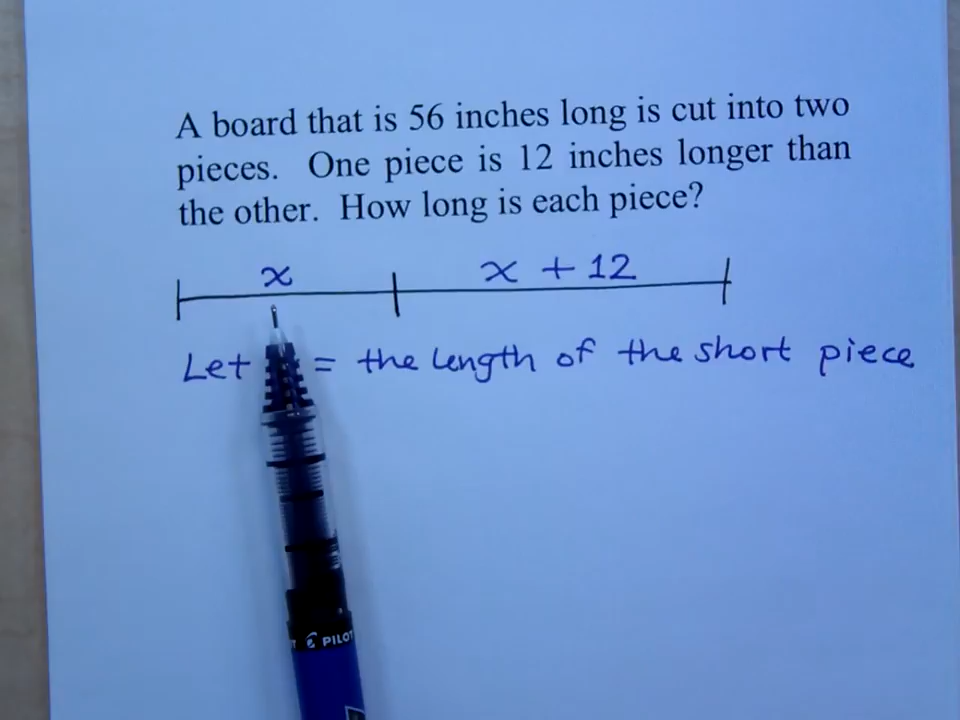 A board that is 56 inches long is cut into two
pieces. One piece is 12 inches longer than
the other. How long is each piece?
x x + 12
Let = the length of the short piece
PILOT